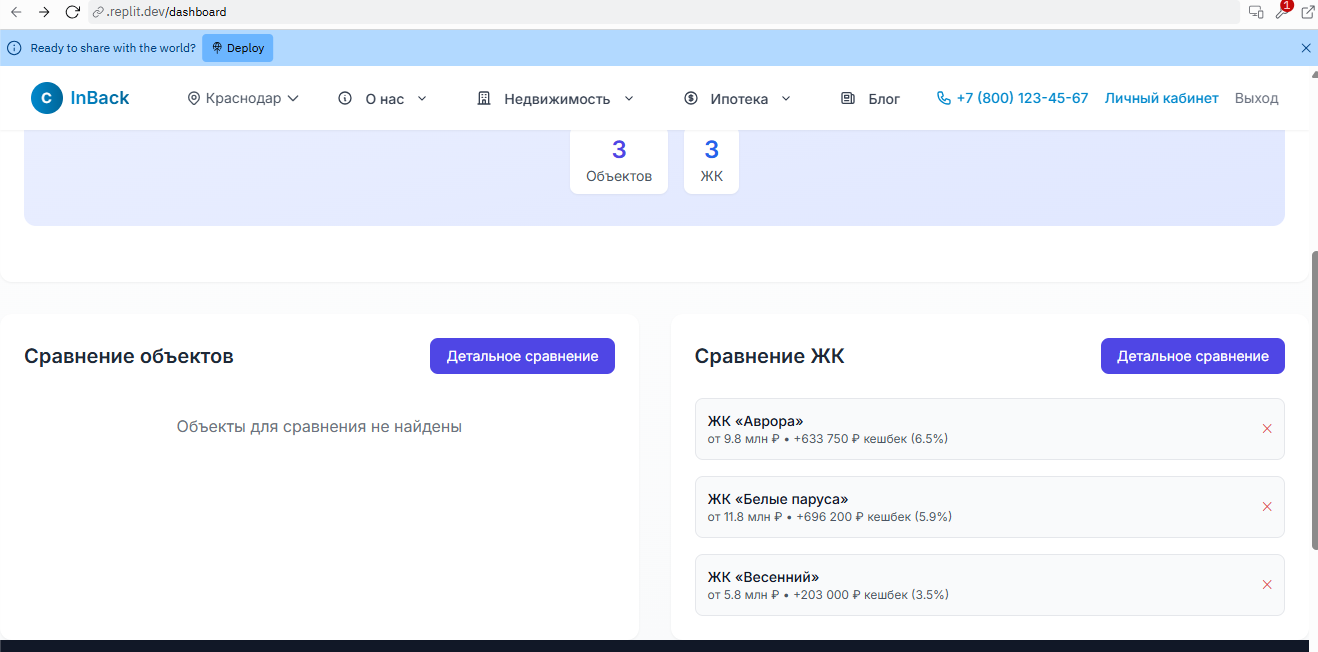 .replit.dev/dashboard
1
Ready to share with the world? Deploy
C InBack
Краснодар
О нас
Недвижимость
Ипотека
Блог
+7 (800) 123-45-67
Личный кабинет
Выход
3
Объектов
3
ЖК
Сравнение объектов
Детальное сравнение
Объекты для сравнения не найдены
Сравнение ЖК
Детальное сравнение
ЖК «Аврора»
от 9.8 млн ₽ • +633 750 ₽ кешбек (6.5%)
ЖК «Белые паруса»
от 11.8 млн ₽ • +696 200 ₽ кешбек (5.9%)
ЖК «Весенний»
от 5.8 млн ₽ • +203 000 ₽ кешбек (3.5%)